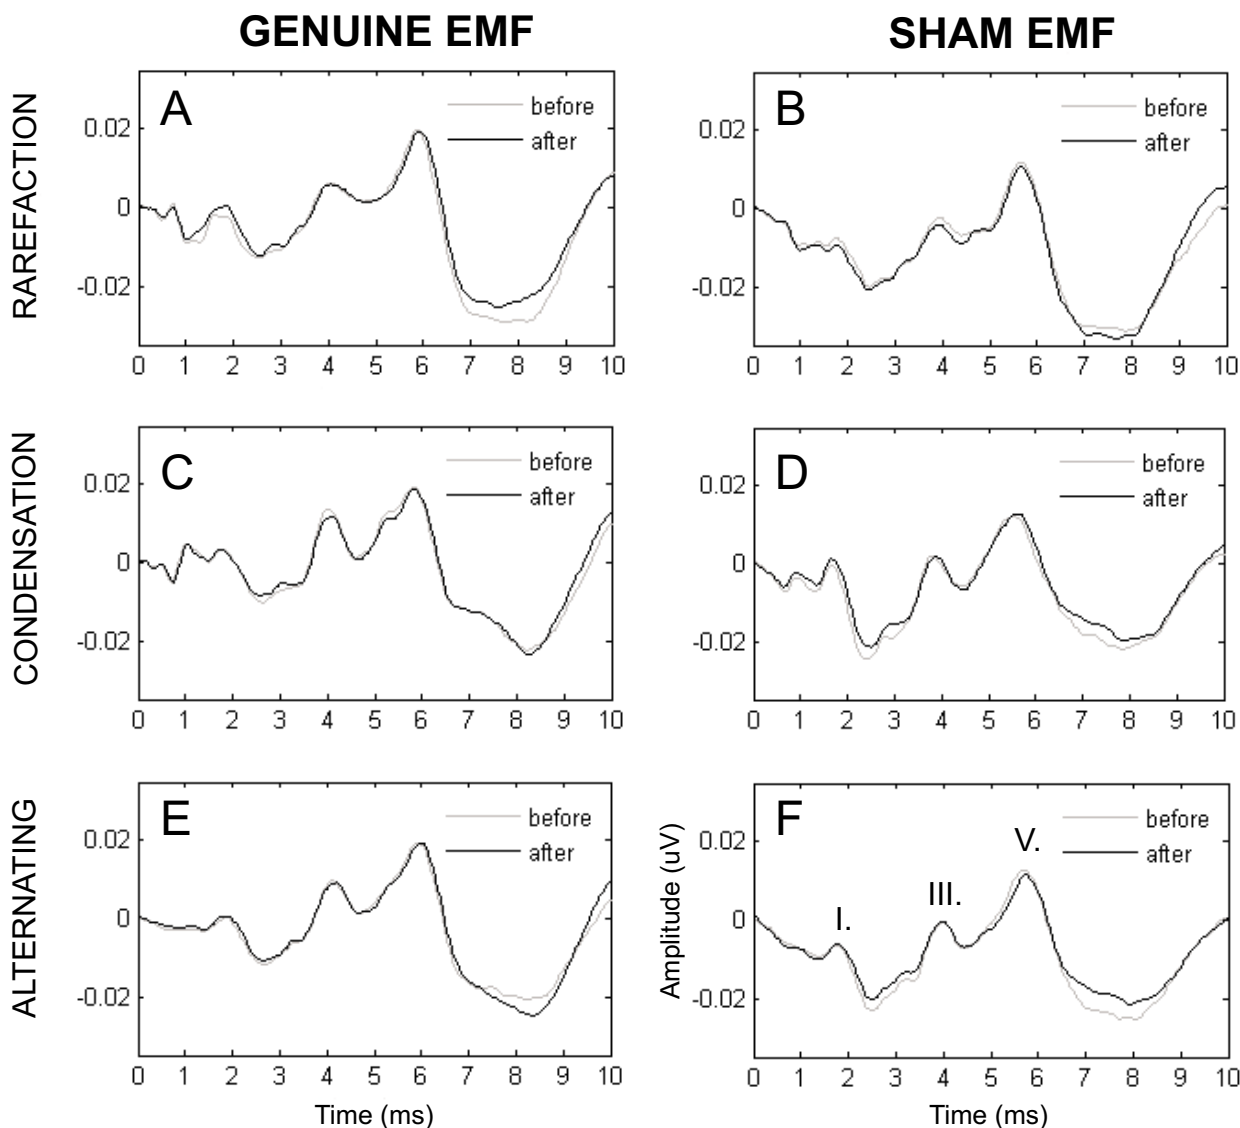 GENUINE EMF
SHAM EMF
RAREFACTION
A
before
after
0.02
0
-0.02
0 1 2 3 4 5 6 7 8 9 10
B
before
after
0.02
0
-0.02
0 1 2 3 4 5 6 7 8 9 10
CONDENSATION
C
before
after
0.02
0
-0.02
0 1 2 3 4 5 6 7 8 9 10
D
before
after
0.02
0
-0.02
0 1 2 3 4 5 6 7 8 9 10
ALTERNATING
E
before
after
0.02
0
-0.02
0 1 2 3 4 5 6 7 8 9 10
Time (ms)
F
before
after
Amplitude (uV)
0.02
0
-0.02
I.
III.
V.
0 1 2 3 4 5 6 7 8 9 10
Time (ms)